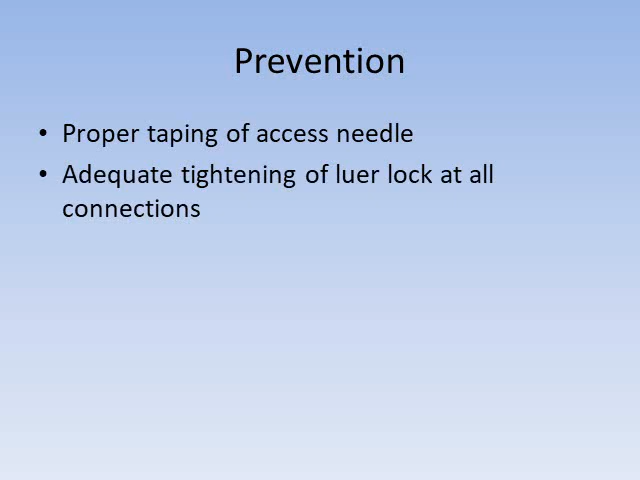 Prevention
• Proper taping of access needle
• Adequate tightening of luer lock at all
connections